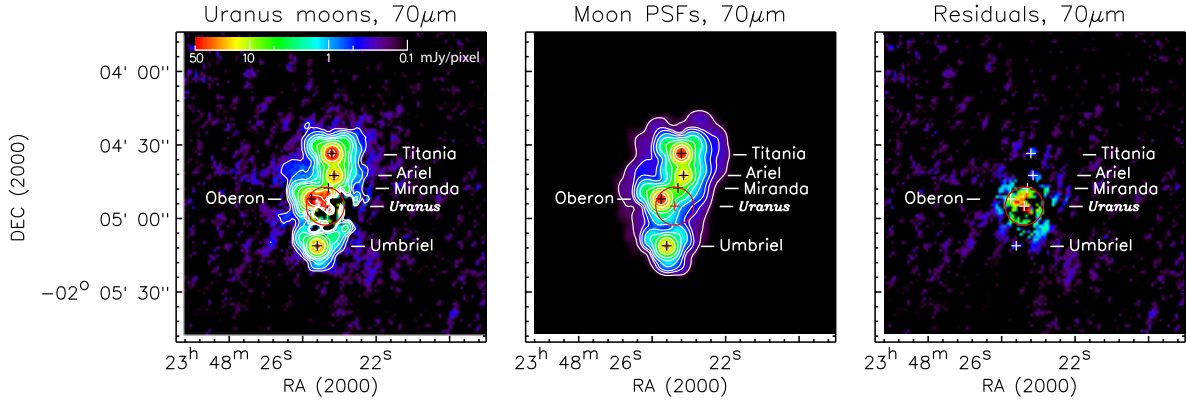 Uranus moons, 70μm
50 10 1 0.1 mJy/pixel
04' 00"
04' 30"
05' 00"
−02° 05' 30"
DEC (2000)
Titania
Ariel
Miranda
Oberon
Uranus
Umbriel
23h 48m 26s 22s
RA (2000)
Moon PSFs, 70μm
Titania
Ariel
Miranda
Oberon
Uranus
Umbriel
23h 48m 26s 22s
RA (2000)
Residuals, 70μm
Titania
Ariel
Miranda
Oberon
Uranus
Umbriel
23h 48m 26s 22s
RA (2000)